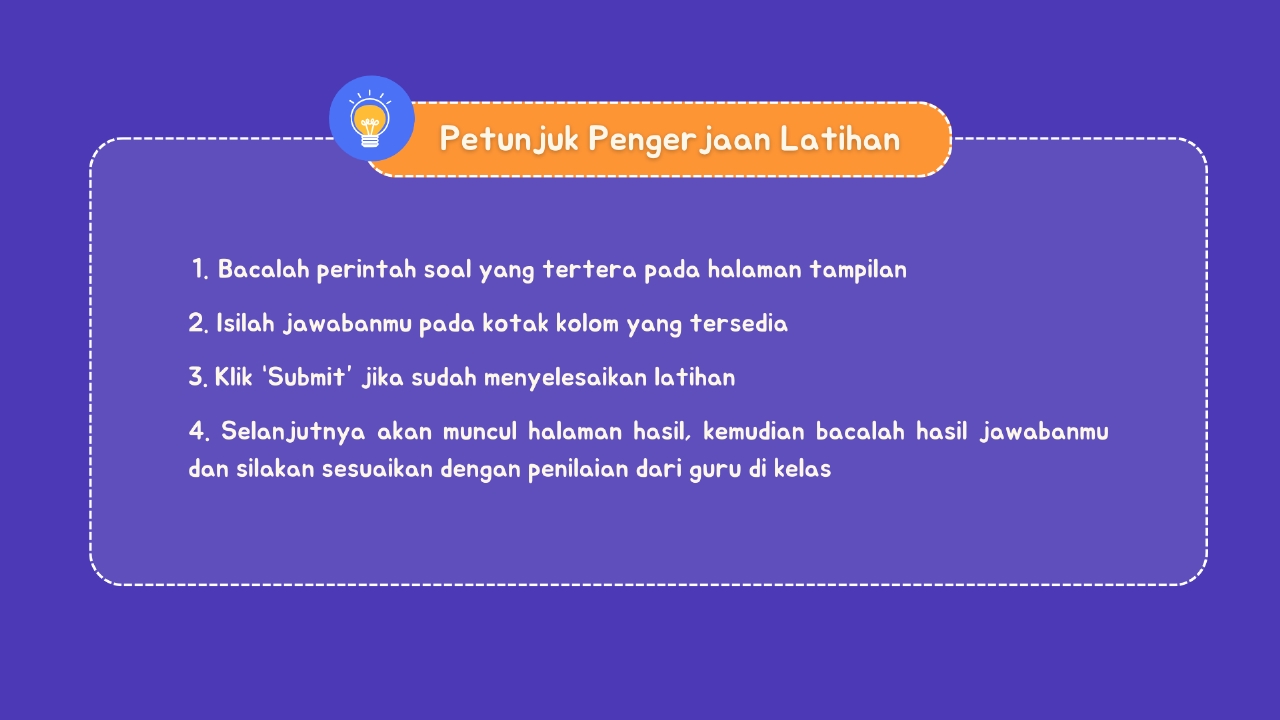 Petunjuk Pengerjaan Latihan
1. Bacalah perintah soal yang tertera pada halaman tampilan
2. Isilah jawabanmu pada kotak kolom yang tersedia
3. Klik ‘Submit’ jika sudah menyelesaikan latihan
4. Selanjutnya akan muncul halaman hasil, kemudian bacalah hasil jawabanmu
dan silakan sesuaikan dengan penilaian dari guru di kelas